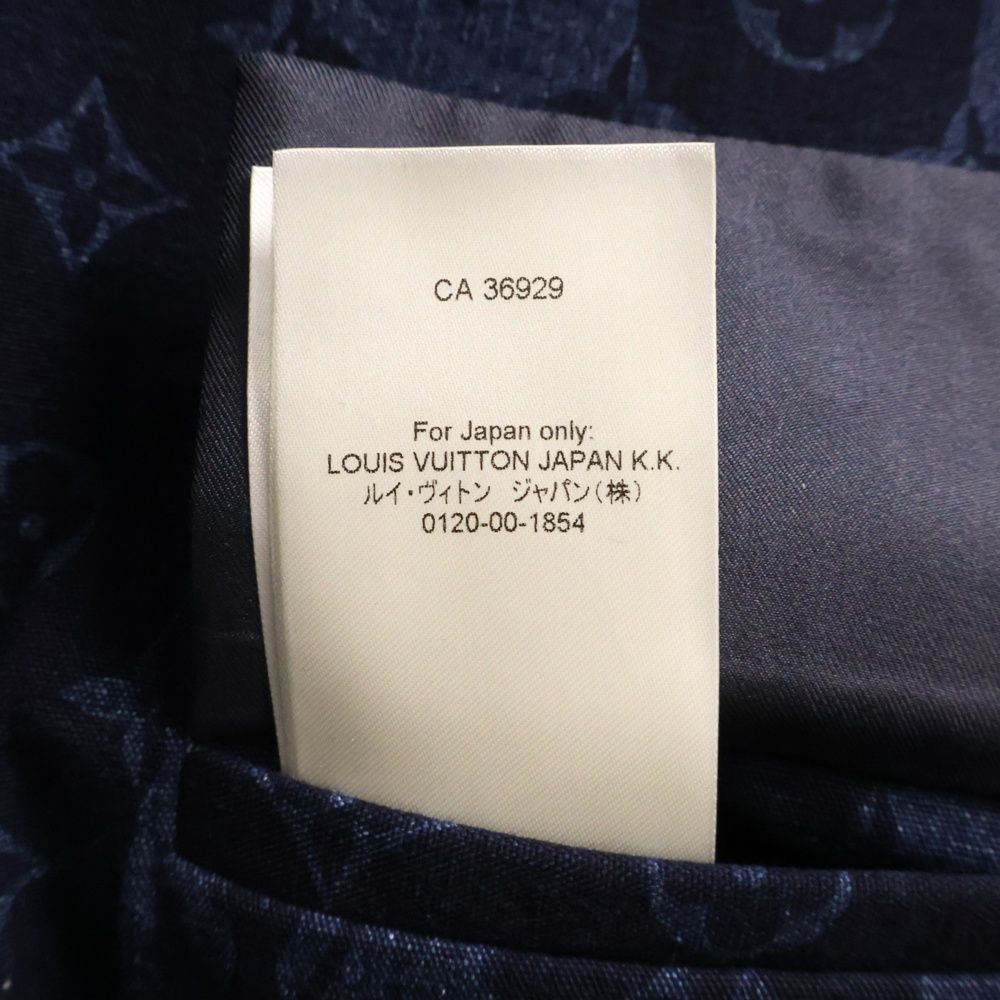 CA 36929
For Japan only:
LOUIS VUITTON JAPAN K.K.
ルイ・ヴィトン ジャパン(株)
0120-00-1854